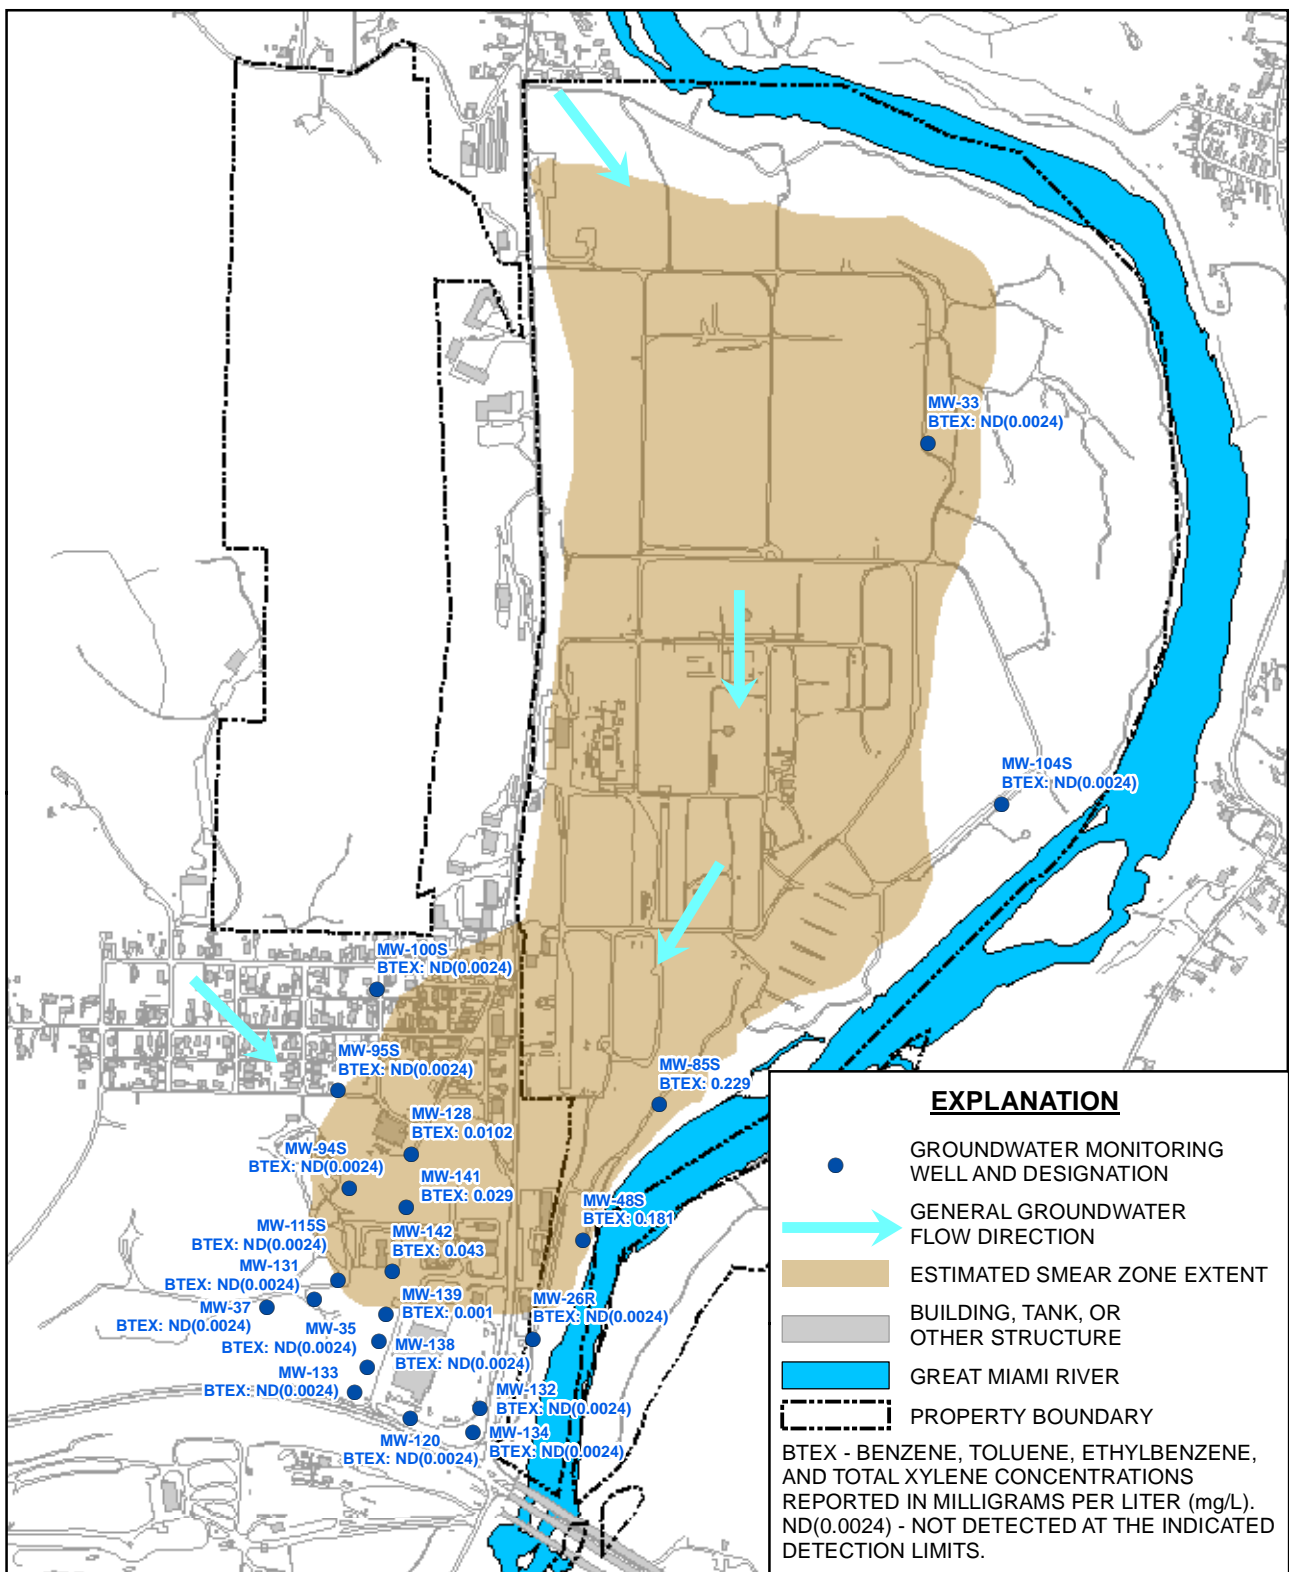 MW-33
BTEX: ND(0.0024)
MW-104S
BTEX: ND(0.0024)
MW-100S
BTEX: ND(0.0024)
MW-95S
BTEX: ND(0.0024)
MW-85S
BTEX: 0.229
MW-128
BTEX: 0.0102
MW-94S
BTEX: ND(0.0024)
MW-141
BTEX: 0.029
MW-48S
BTEX: 0.181
MW-115S
BTEX: ND(0.0024)
MW-142
BTEX: 0.043
MW-131
BTEX: ND(0.0024)
MW-37
BTEX: ND(0.0024)
MW-139
BTEX: 0.001
MW-26R
BTEX: ND(0.0024)
MW-35
BTEX: ND(0.0024)
MW-138
BTEX: ND(0.0024)
MW-133
BTEX: ND(0.0024)
MW-132
BTEX: ND(0.0024)
MW-120
BTEX: ND(0.0024)
MW-134
BTEX: ND(0.0024)
EXPLANATION
GROUNDWATER MONITORING
WELL AND DESIGNATION
GENERAL GROUNDWATER
FLOW DIRECTION
ESTIMATED SMEAR ZONE EXTENT
BUILDING, TANK, OR
OTHER STRUCTURE
GREAT MIAMI RIVER
PROPERTY BOUNDARY
BTEX - BENZENE, TOLUENE, ETHYLBENZENE,
AND TOTAL XYLENE CONCENTRATIONS
REPORTED IN MILLIGRAMS PER LITER (mg/L).
ND(0.0024) - NOT DETECTED AT THE INDICATED
DETECTION LIMITS.